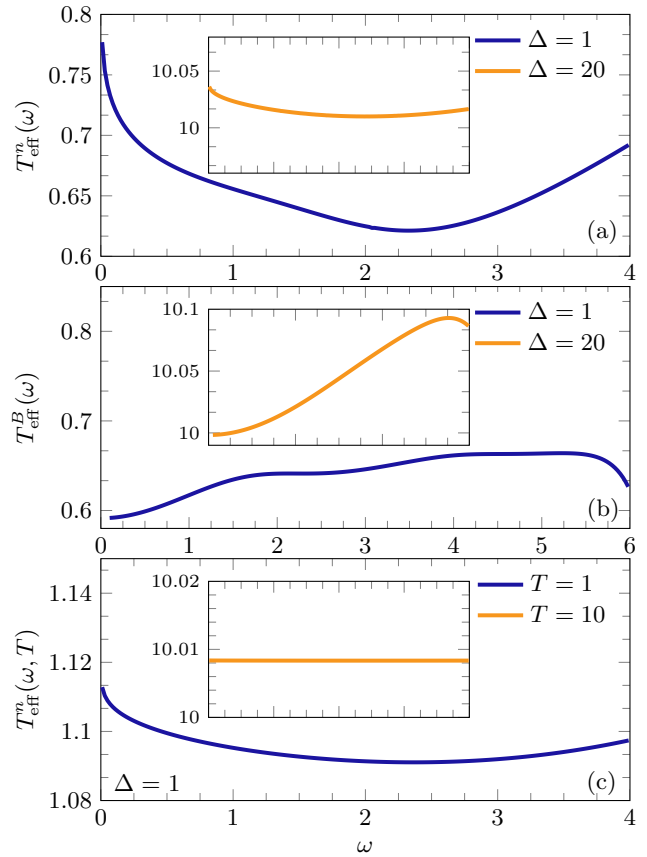 T^n_eff(ω)
0.8
0.75
0.7
0.65
0.6
10.05
10
Δ = 1
Δ = 20
(a)
0 1 2 3 4
T^B_eff(ω)
0.8
0.7
0.6
10.1
10.05
10
Δ = 1
Δ = 20
(b)
0 1 2 3 4 5 6
T^n_eff(ω, T)
1.14
1.12
1.1
1.08
10.02
10.01
10
T = 1
T = 10
Δ = 1
(c)
0 1 2 3 4
ω